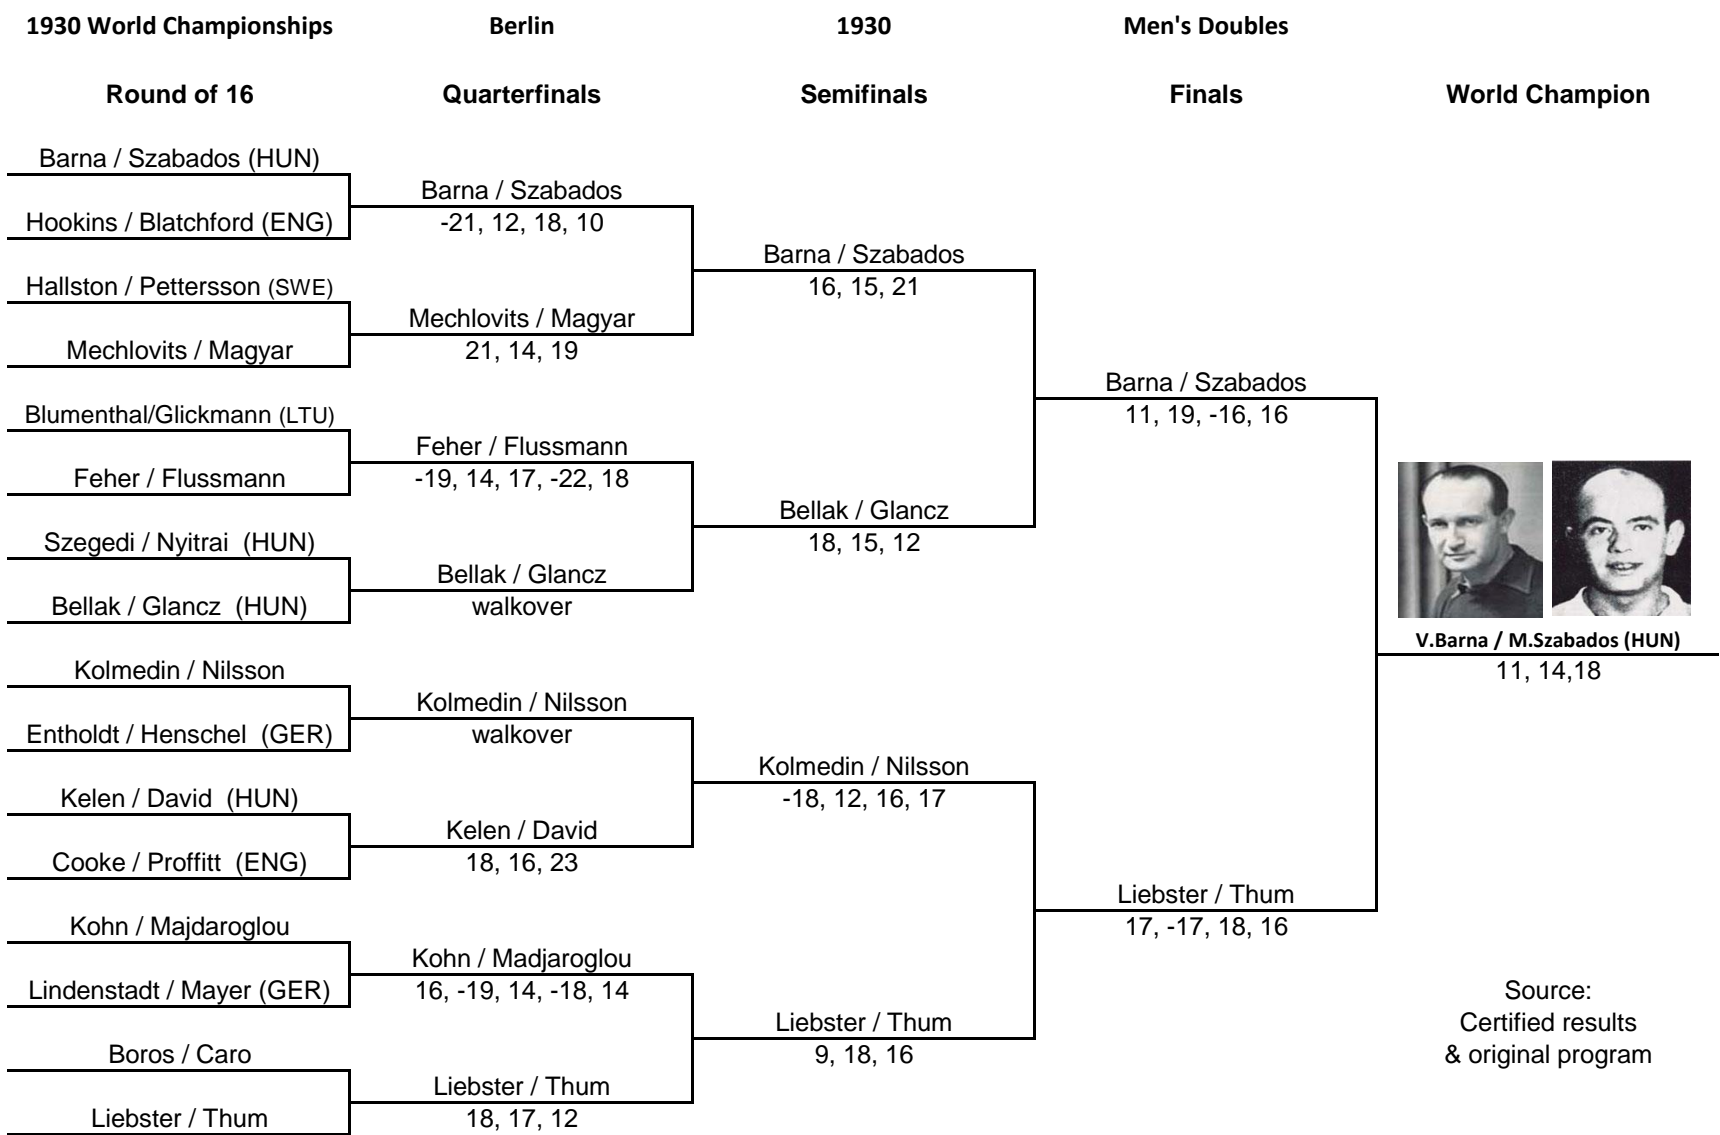 1930 World Championships Berlin 1930 Men's Doubles
Round of 16 Quarterfinals Semifinals Finals World Champion
Barna / Szabados (HUN)
Hookins / Blatchford (ENG)
Hallston / Pettersson (SWE)
Mechlovits / Magyar
Blumenthal/Glickmann (LTU)
Feher / Flussmann
Szegedi / Nyitrai (HUN)
Bellak / Glancz (HUN)
Kolmedin / Nilsson
Entholdt / Henschel (GER)
Kelen / David (HUN)
Cooke / Proffitt (ENG)
Kohn / Majdaroglou
Lindenstadt / Mayer (GER)
Boros / Caro
Liebster / Thum
Barna / Szabados
-21, 12, 18, 10
Mechlovits / Magyar
21, 14, 19
Feher / Flussmann
-19, 14, 17, -22, 18
Bellak / Glancz
walkover
Kolmedin / Nilsson
walkover
Kelen / David
18, 16, 23
Kohn / Madjaroglou
16, -19, 14, -18, 14
Liebster / Thum
18, 17, 12
Barna / Szabados
16, 15, 21
Bellak / Glancz
18, 15, 12
Kolmedin / Nilsson
-18, 12, 16, 17
Liebster / Thum
9, 18, 16
Barna / Szabados
11, 19, -16, 16
Liebster / Thum
17, -17, 18, 16
V.Barna / M.Szabados (HUN)
11, 14,18
Source:
Certified results
& original program